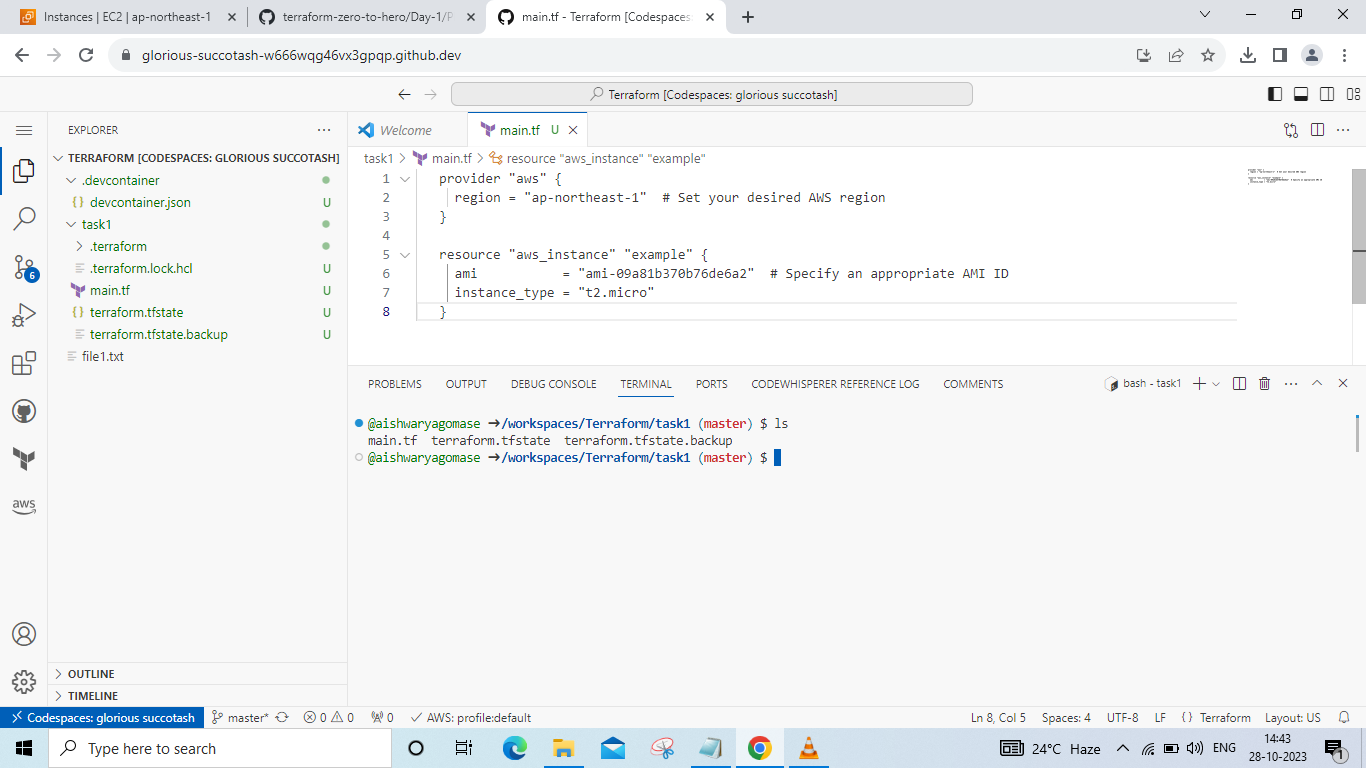 Instances | EC2 | ap-northeast-1
terraform-zero-to-hero/Day-1/P
main.tf - Terraform [Codespaces:
glorious-succotash-w666wqg46vx3gpqp.github.dev
Terraform [Codespaces: glorious succotash]
EXPLORER
TERRAFORM [CODESPACES: GLORIOUS SUCCOTASH]
.devcontainer
devcontainer.json U
task1
.terraform
.terraform.lock.hcl U
main.tf U
terraform.tfstate U
terraform.tfstate.backup U
file1.txt
OUTLINE
TIMELINE
6
aws
Welcome
main.tf U
task1 > main.tf > resource "aws_instance" "example"
1 provider "aws" {
2 region = "ap-northeast-1" # Set your desired AWS region
3 }
4
5 resource "aws_instance" "example" {
6 ami = "ami-09a81b370b76de6a2" # Specify an appropriate AMI ID
7 instance_type = "t2.micro"
8 }
PROBLEMS OUTPUT DEBUG CONSOLE TERMINAL PORTS CODEWHISPERER REFERENCE LOG COMMENTS
bash - task1
@aishwaryagomase →/workspaces/Terraform/task1 (master) $ ls
main.tf terraform.tfstate terraform.tfstate.backup
@aishwaryagomase →/workspaces/Terraform/task1 (master) $
Codespaces: glorious succotash master* 0 0 0 AWS: profile:default Ln 8, Col 5 Spaces: 4 UTF-8 LF {} Terraform Layout: US
Type here to search
24°C Haze
ENG
14:43
28-10-2023
1